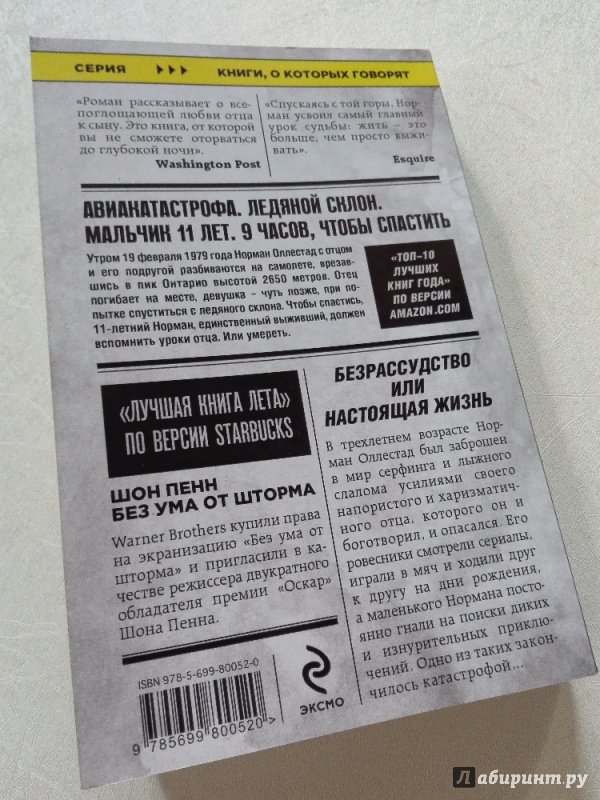 СЕРИЯ ▸▸▸ КНИГИ, О КОТОРЫХ ГОВОРЯТ
«Роман рассказывает о все-
поглощающей любви отца
к сыну. Это книга, от которой
вы не сможете оторваться
до глубокой ночи».
Washington Post
«Спускаясь с той горы, Нор-
ман усвоил самый главный
урок судьбы: жить – это
больше, чем просто выжи-
вать».
Esquire
АВИАКАТАСТРОФА. ЛЕДЯНОЙ СКЛОН.
МАЛЬЧИК 11 ЛЕТ. 9 ЧАСОВ, ЧТОБЫ СПАСТИТЬ
Утром 19 февраля 1979 года Норман Оллестад с отцом
и его подругой разбиваются на самолете, врезав-
шись в пик Онтарио высотой 2650 метров. Отец
погибает на месте, девушка – чуть позже, при по-
пытке спуститься с ледяного склона. Чтобы спастись,
11-летний Норман, единственный выживший, должен
вспомнить уроки отца. Или умереть.
«ТОП-10
ЛУЧШИХ
КНИГ ГОДА»
ПО ВЕРСИИ
AMAZON.COM
«ЛУЧШАЯ КНИГА ЛЕТА»
ПО ВЕРСИИ STARBUCKS
ШОН ПЕНН
БЕЗ УМА ОТ ШТОРМА
Warner Brothers купили права
на экранизацию «Без ума от
шторма» и пригласили в ка-
честве режиссера двукратного
обладателя премии «Оскар»
Шона Пенна.
БЕЗРАССУДСТВО
ИЛИ
НАСТОЯЩАЯ ЖИЗНЬ
В трехлетнем возрасте Нор-
ман Оллестад был заброшен
в мир серфинга и лыжного
слалома усилиями своего
напористого и харизматич-
ного отца, которого он и
боготворил, и опасался. Его
ровесники смотрели сериалы,
играли в мяч и ходили друг
к другу на дни рождения,
а маленького Нормана посто-
янно гнали на поиски диких
и изнурительных приклю-
чений. Одно из таких закон-
чилось катастрофой...
ISBN 978-5-699-80052-0
9 785699 800520 >
ЭКСМО
Лабиринт.ру